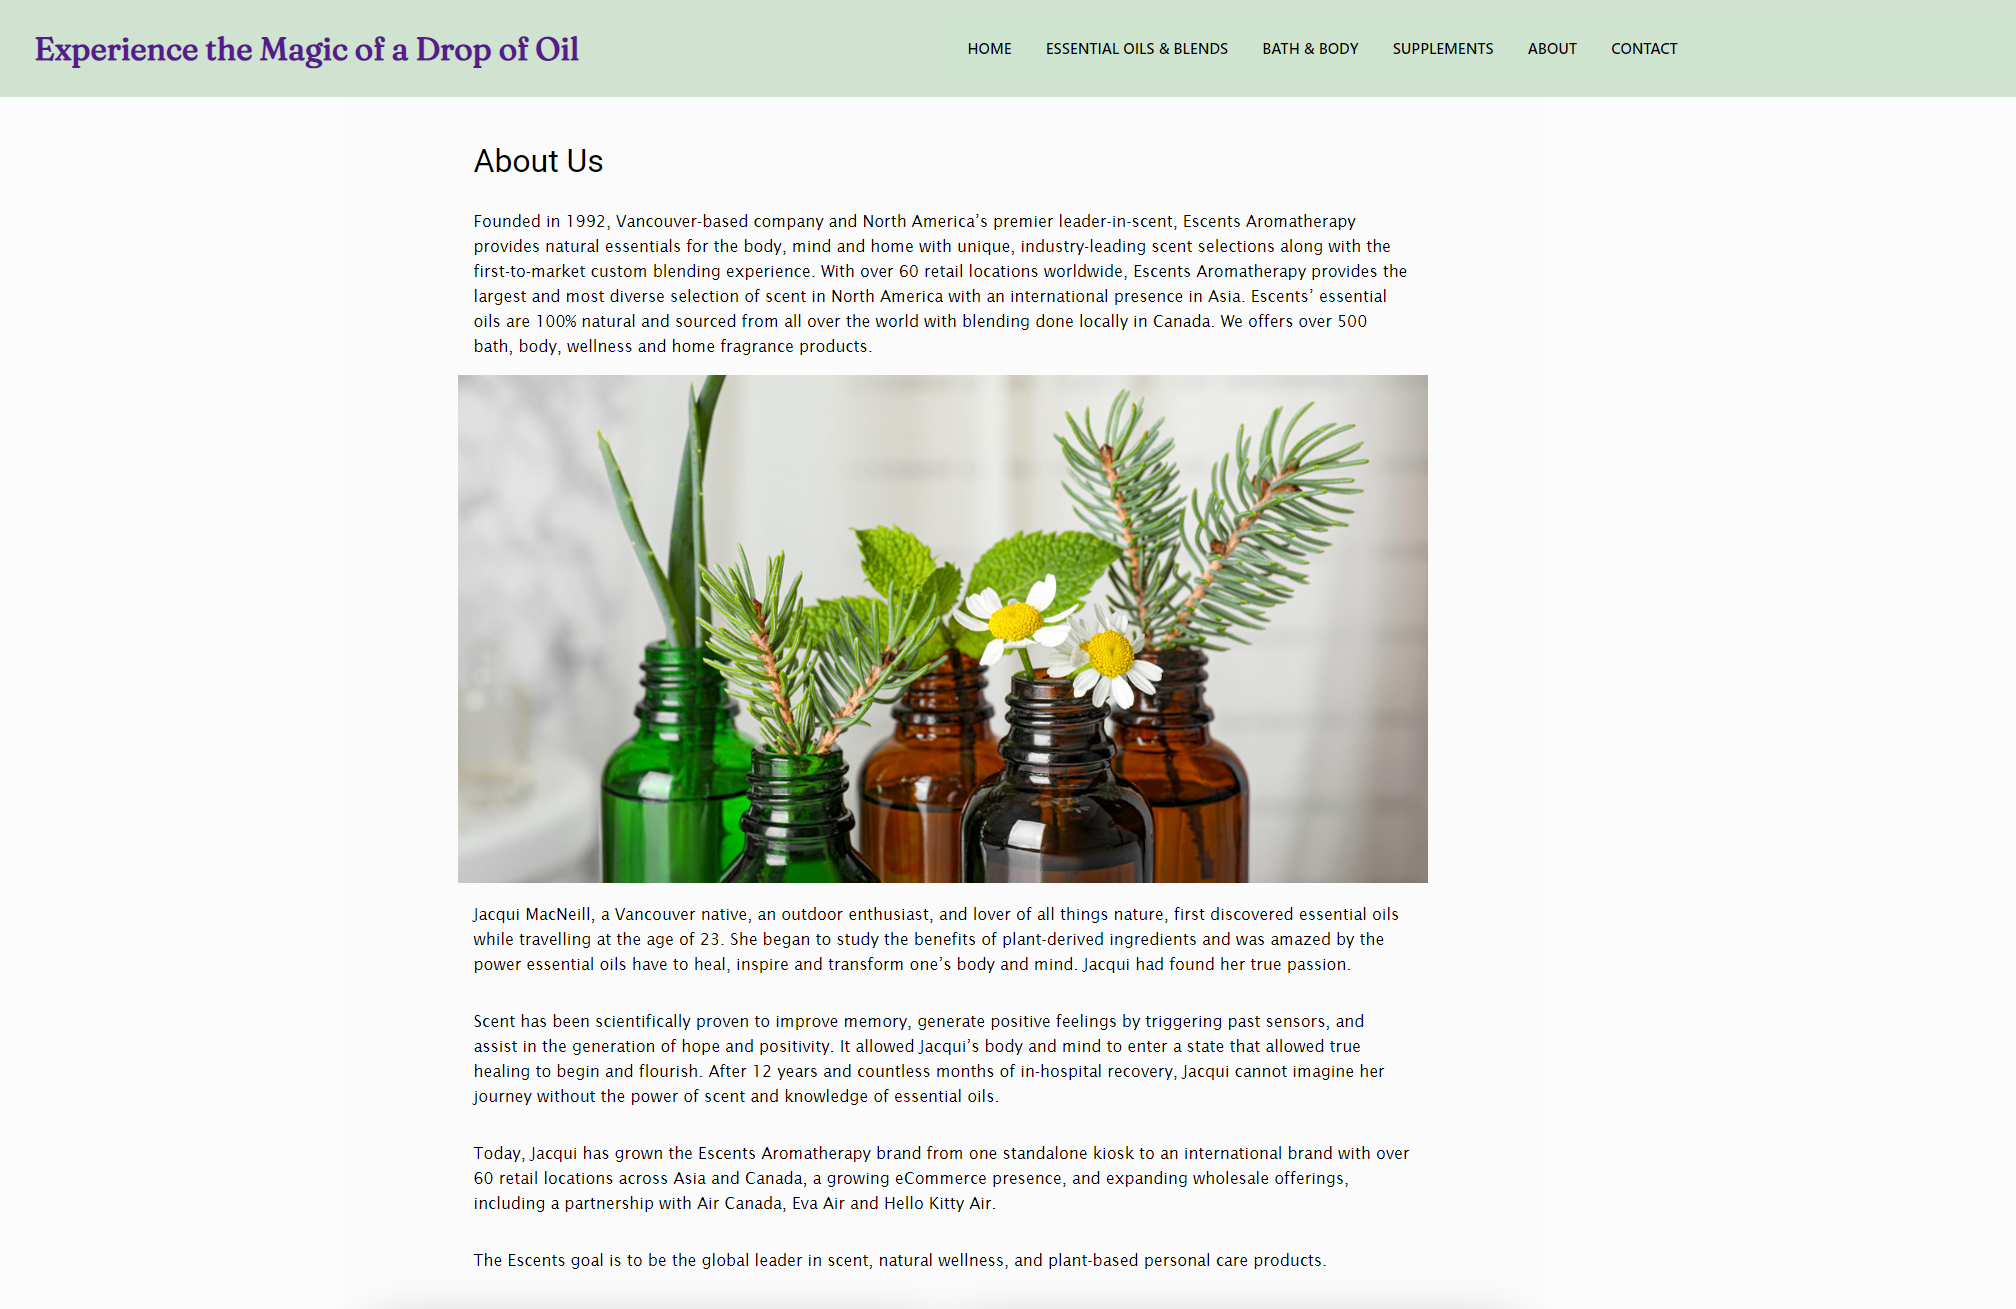 Experience the Magic of a Drop of Oil
HOME ESSENTIAL OILS & BLENDS BATH & BODY SUPPLEMENTS ABOUT CONTACT
About Us
Founded in 1992, Vancouver-based company and North America’s premier leader-in-scent, Escents Aromatherapy
provides natural essentials for the body, mind and home with unique, industry-leading scent selections along with the
first-to-market custom blending experience. With over 60 retail locations worldwide, Escents Aromatherapy provides the
largest and most diverse selection of scent in North America with an international presence in Asia. Escents’ essential
oils are 100% natural and sourced from all over the world with blending done locally in Canada. We offers over 500
bath, body, wellness and home fragrance products.
Jacqui MacNeill, a Vancouver native, an outdoor enthusiast, and lover of all things nature, first discovered essential oils
while travelling at the age of 23. She began to study the benefits of plant-derived ingredients and was amazed by the
power essential oils have to heal, inspire and transform one’s body and mind. Jacqui had found her true passion.
Scent has been scientifically proven to improve memory, generate positive feelings by triggering past sensors, and
assist in the generation of hope and positivity. It allowed Jacqui’s body and mind to enter a state that allowed true
healing to begin and flourish. After 12 years and countless months of in-hospital recovery, Jacqui cannot imagine her
journey without the power of scent and knowledge of essential oils.
Today, Jacqui has grown the Escents Aromatherapy brand from one standalone kiosk to an international brand with over
60 retail locations across Asia and Canada, a growing eCommerce presence, and expanding wholesale offerings,
including a partnership with Air Canada, Eva Air and Hello Kitty Air.
The Escents goal is to be the global leader in scent, natural wellness, and plant-based personal care products.